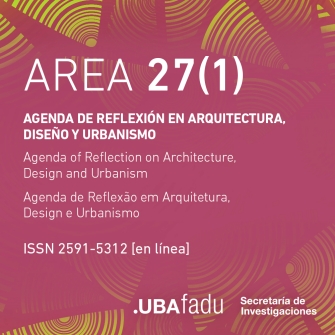 AREA 27(1)
AGENDA DE REFLEXIÓN EN ARQUITECTURA,
DISEÑO Y URBANISMO
Agenda of Reflection on Architecture,
Design and Urbanism
Agenda de Reflexão em Arquitetura,
Design e Urbanismo
ISSN 2591-5312 [en línea]
.UBAfadu
Secretaría de
Investigaciones